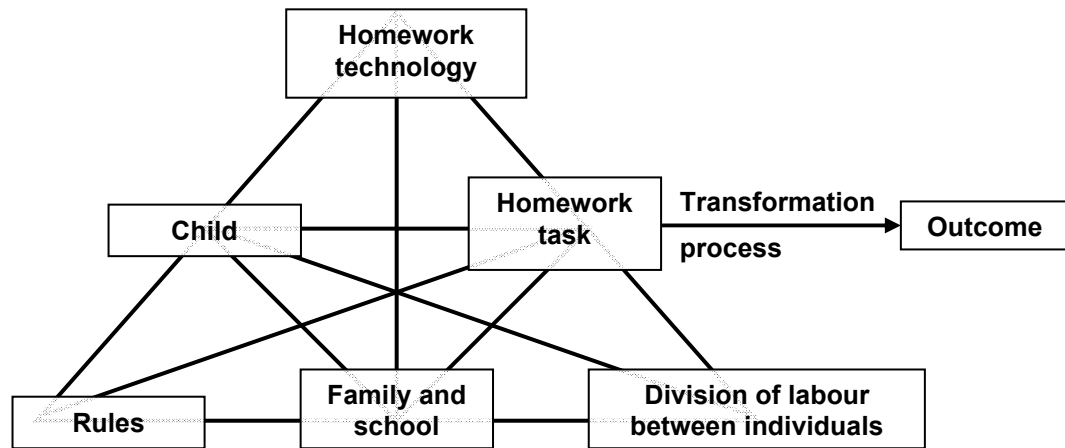 Homework
technology
Child
Homework
task
Transformation
process
Outcome
Rules
Family and
school
Division of labour
between individuals